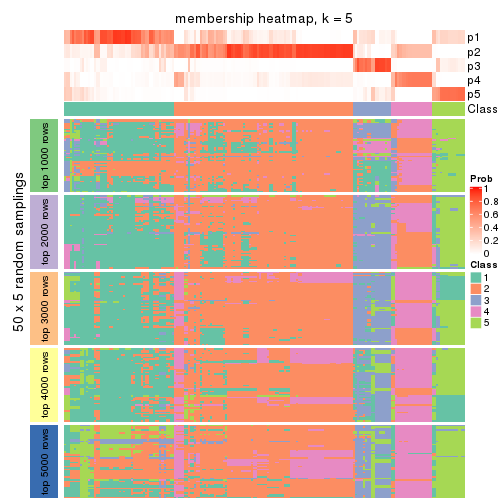 membership heatmap, k = 5
p1
p2
p3
p4
p5
Class
50 x 5 random samplings
top 1000 rows
top 2000 rows
top 3000 rows
top 4000 rows
top 5000 rows
Prob
1
0.8
0.6
0.4
0.2
0
Class
1
2
3
4
5